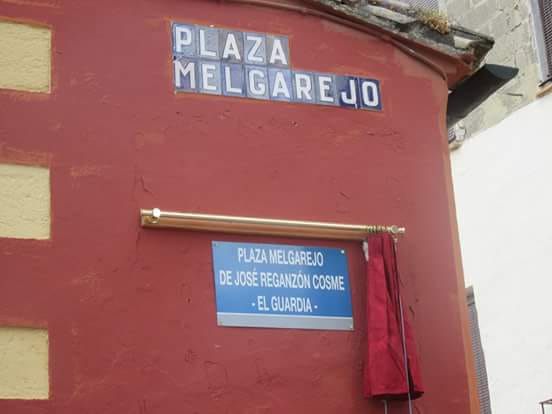 PLAZA
MELGAREJO
PLAZA MELGAREJO
DE JOSÉ REGANZÓN COSME
- EL GUARDIA -